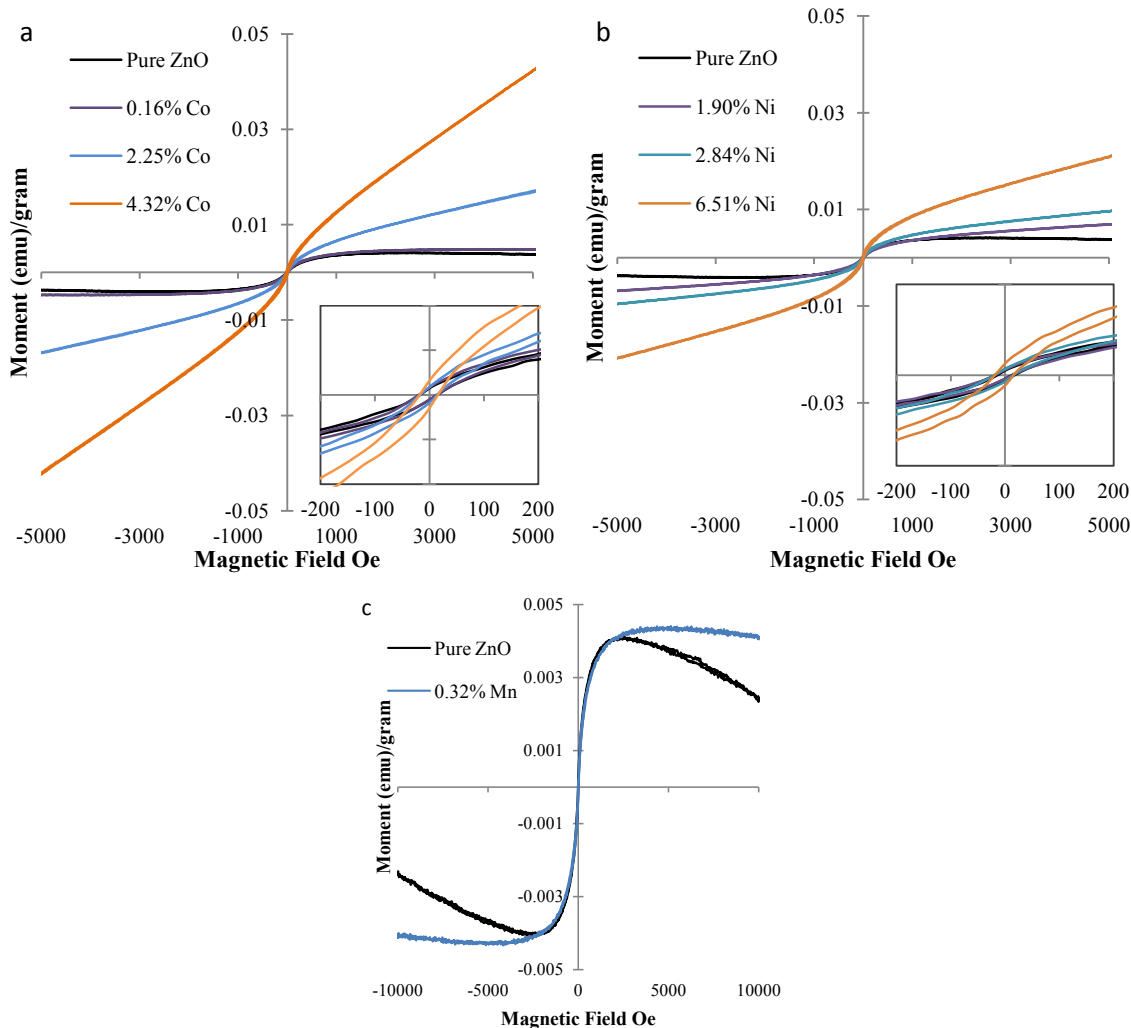 a
Pure ZnO
0.16% Co
2.25% Co
4.32% Co
0.05
0.03
0.01
-0.01
-0.03
-0.05
-5000 -3000 -1000 1000 3000 5000
-200 -100 0 100 200
Moment (emu)/gram
Magnetic Field Oe
b
Pure ZnO
1.90% Ni
2.84% Ni
6.51% Ni
0.05
0.03
0.01
-0.01
-0.03
-0.05
-5000 -3000 -1000 1000 3000 5000
-200 -100 0 100 200
Moment (emu)/gram
Magnetic Field Oe
c
Pure ZnO
0.32% Mn
0.005
0.003
0.001
-0.001
-0.003
-0.005
-10000 -5000 0 5000 10000
Moment (emu)/gram
Magnetic Field Oe